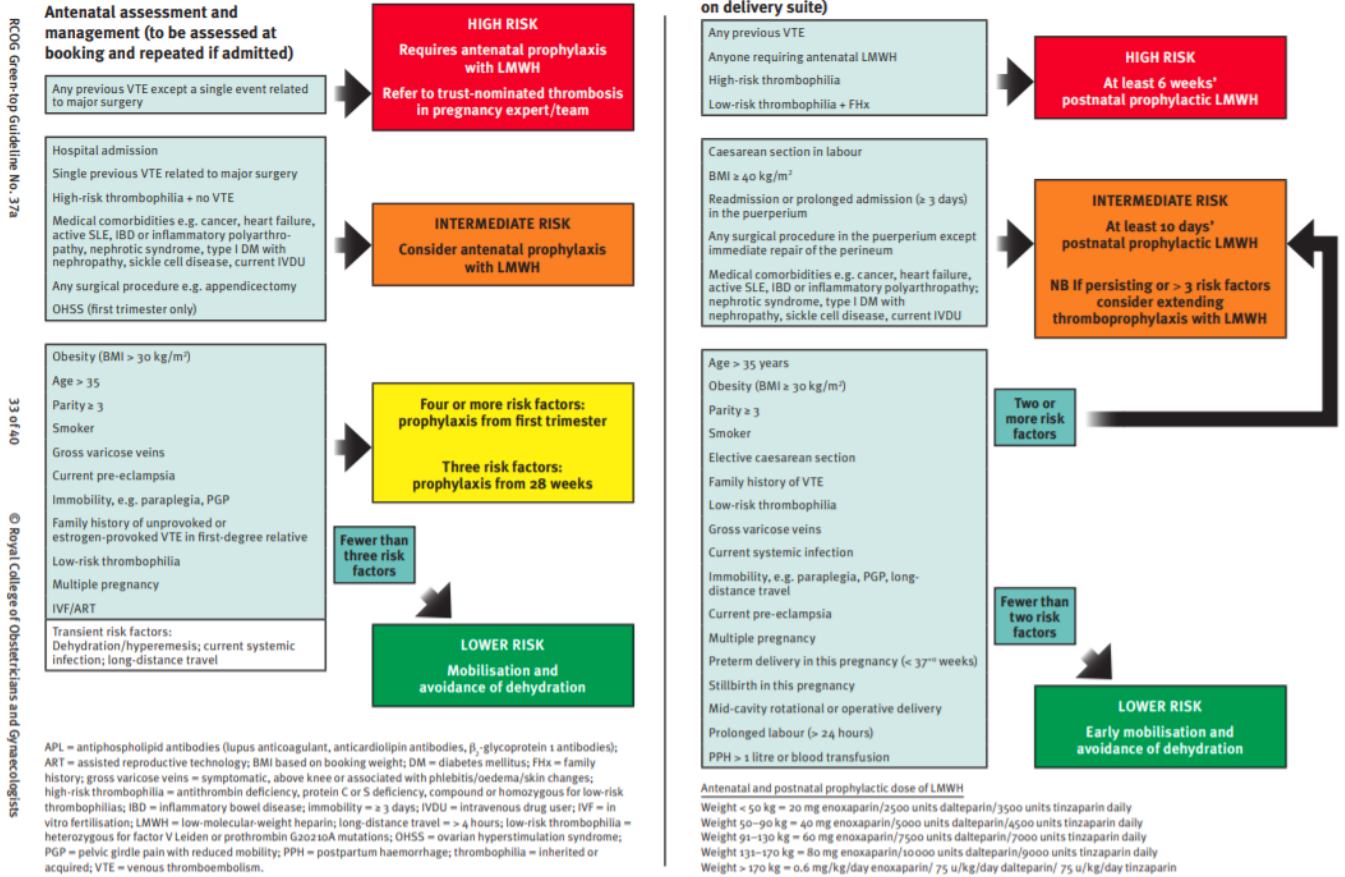 RCOG Green-top Guideline No. 37a
33 of 40
© Royal College of Obstetricians and Gynaecologists
Antenatal assessment and
management (to be assessed at
booking and repeated if admitted)
Any previous VTE except a single event related
to major surgery
HIGH RISK
Requires antenatal prophylaxis
with LMWH
Refer to trust-nominated thrombosis
in pregnancy expert/team
Hospital admission
Single previous VTE related to major surgery
High-risk thrombophilia + no VTE
Medical comorbidities e.g. cancer, heart failure,
active SLE, IBD or inflammatory polyarthro-
pathy, nephrotic syndrome, type I DM with
nephropathy, sickle cell disease, current IVDU
Any surgical procedure e.g. appendicectomy
OHSS (first trimester only)
INTERMEDIATE RISK
Consider antenatal prophylaxis
with LMWH
Obesity (BMI > 30 kg/m²)
Age > 35
Parity ≥ 3
Smoker
Gross varicose veins
Current pre-eclampsia
Immobility, e.g. paraplegia, PGP
Family history of unprovoked or
estrogen-provoked VTE in first-degree relative
Low-risk thrombophilia
Multiple pregnancy
IVF/ART
Transient risk factors:
Dehydration/hyperemesis; current systemic
infection; long-distance travel
Four or more risk factors:
prophylaxis from first trimester
Three risk factors:
prophylaxis from 28 weeks
Fewer than
three risk
factors
LOWER RISK
Mobilisation and
avoidance of dehydration
APL = antiphospholipid antibodies (lupus anticoagulant, anticardiolipin antibodies, β₂-glycoprotein 1 antibodies);
ART = assisted reproductive technology; BMI based on booking weight; DM = diabetes mellitus; FHx = family
history; gross varicose veins = symptomatic, above knee or associated with phlebitis/oedema/skin changes;
high-risk thrombophilia = antithrombin deficiency, protein C or S deficiency, compound or homozygous for low-risk
thrombophilias; IBD = inflammatory bowel disease; immobility = ≥ 3 days; IVDU = intravenous drug user; IVF = in
vitro fertilisation; LMWH = low-molecular-weight heparin; long-distance travel = > 4 hours; low-risk thrombophilia =
heterozygous for factor V Leiden or prothrombin G20210A mutations; OHSS = ovarian hyperstimulation syndrome;
PGP = pelvic girdle pain with reduced mobility; PPH = postpartum haemorrhage; thrombophilia = inherited or
acquired; VTE = venous thromboembolism.
on delivery suite)
Any previous VTE
Anyone requiring antenatal LMWH
High-risk thrombophilia
Low-risk thrombophilia + FHx
HIGH RISK
At least 6 weeks'
postnatal prophylactic LMWH
Caesarean section in labour
BMI ≥ 40 kg/m²
Readmission or prolonged admission (≥ 3 days)
in the puerperium
Any surgical procedure in the puerperium except
immediate repair of the perineum
Medical comorbidities e.g. cancer, heart failure,
active SLE, IBD or inflammatory polyarthropathy;
nephrotic syndrome, type I DM with
nephropathy, sickle cell disease, current IVDU
INTERMEDIATE RISK
At least 10 days'
postnatal prophylactic LMWH
NB If persisting or > 3 risk factors
consider extending
thromboprophylaxis with LMWH
Age > 35 years
Obesity (BMI ≥ 30 kg/m²)
Parity ≥ 3
Smoker
Elective caesarean section
Family history of VTE
Low-risk thrombophilia
Gross varicose veins
Current systemic infection
Immobility, e.g. paraplegia, PGP, long-
distance travel
Current pre-eclampsia
Multiple pregnancy
Preterm delivery in this pregnancy (< 37⁺⁰ weeks)
Stillbirth in this pregnancy
Mid-cavity rotational or operative delivery
Prolonged labour (> 24 hours)
PPH > 1 litre or blood transfusion
Two or
more risk
factors
Fewer than
two risk
factors
LOWER RISK
Early mobilisation and
avoidance of dehydration
Antenatal and postnatal prophylactic dose of LMWH
Weight < 50 kg = 20 mg enoxaparin/2500 units dalteparin/3500 units tinzaparin daily
Weight 50–90 kg = 40 mg enoxaparin/5000 units dalteparin/4500 units tinzaparin daily
Weight 91–130 kg = 60 mg enoxaparin/7500 units dalteparin/7000 units tinzaparin daily
Weight 131–170 kg = 80 mg enoxaparin/10000 units dalteparin/9000 units tinzaparin daily
Weight > 170 kg = 0.6 mg/kg/day enoxaparin/ 75 u/kg/day dalteparin/ 75 u/kg/day tinzaparin